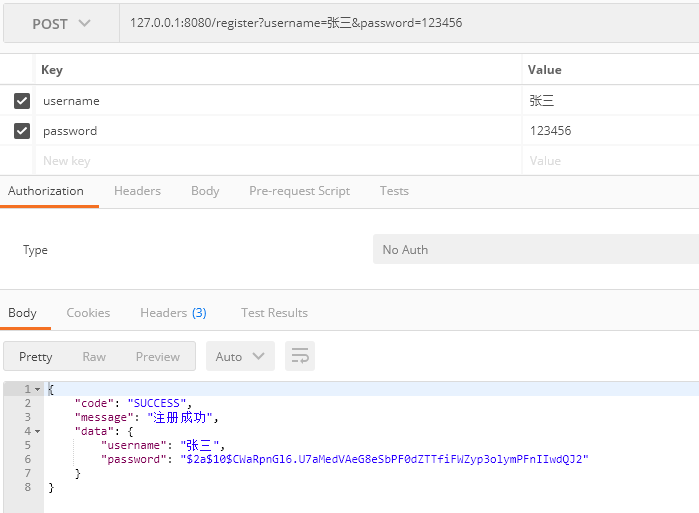 POST 127.0.0.1:8080/register?username=张三&password=123456
Key Value
username 张三
password 123456
New key Value
Authorization Headers Body Pre-request Script Tests
Type No Auth
Body Cookies Headers (3) Test Results
Pretty Raw Preview Auto
1 {
2 "code": "SUCCESS",
3 "message": "注册成功",
4 "data": {
5 "username": "张三",
6 "password": "$2a$10$CWaRpnGl6.U7aMedVAeG8eSbPF0dZTTfiFWZyp3olymPFnIIwdQJ2"
7 }
8 }